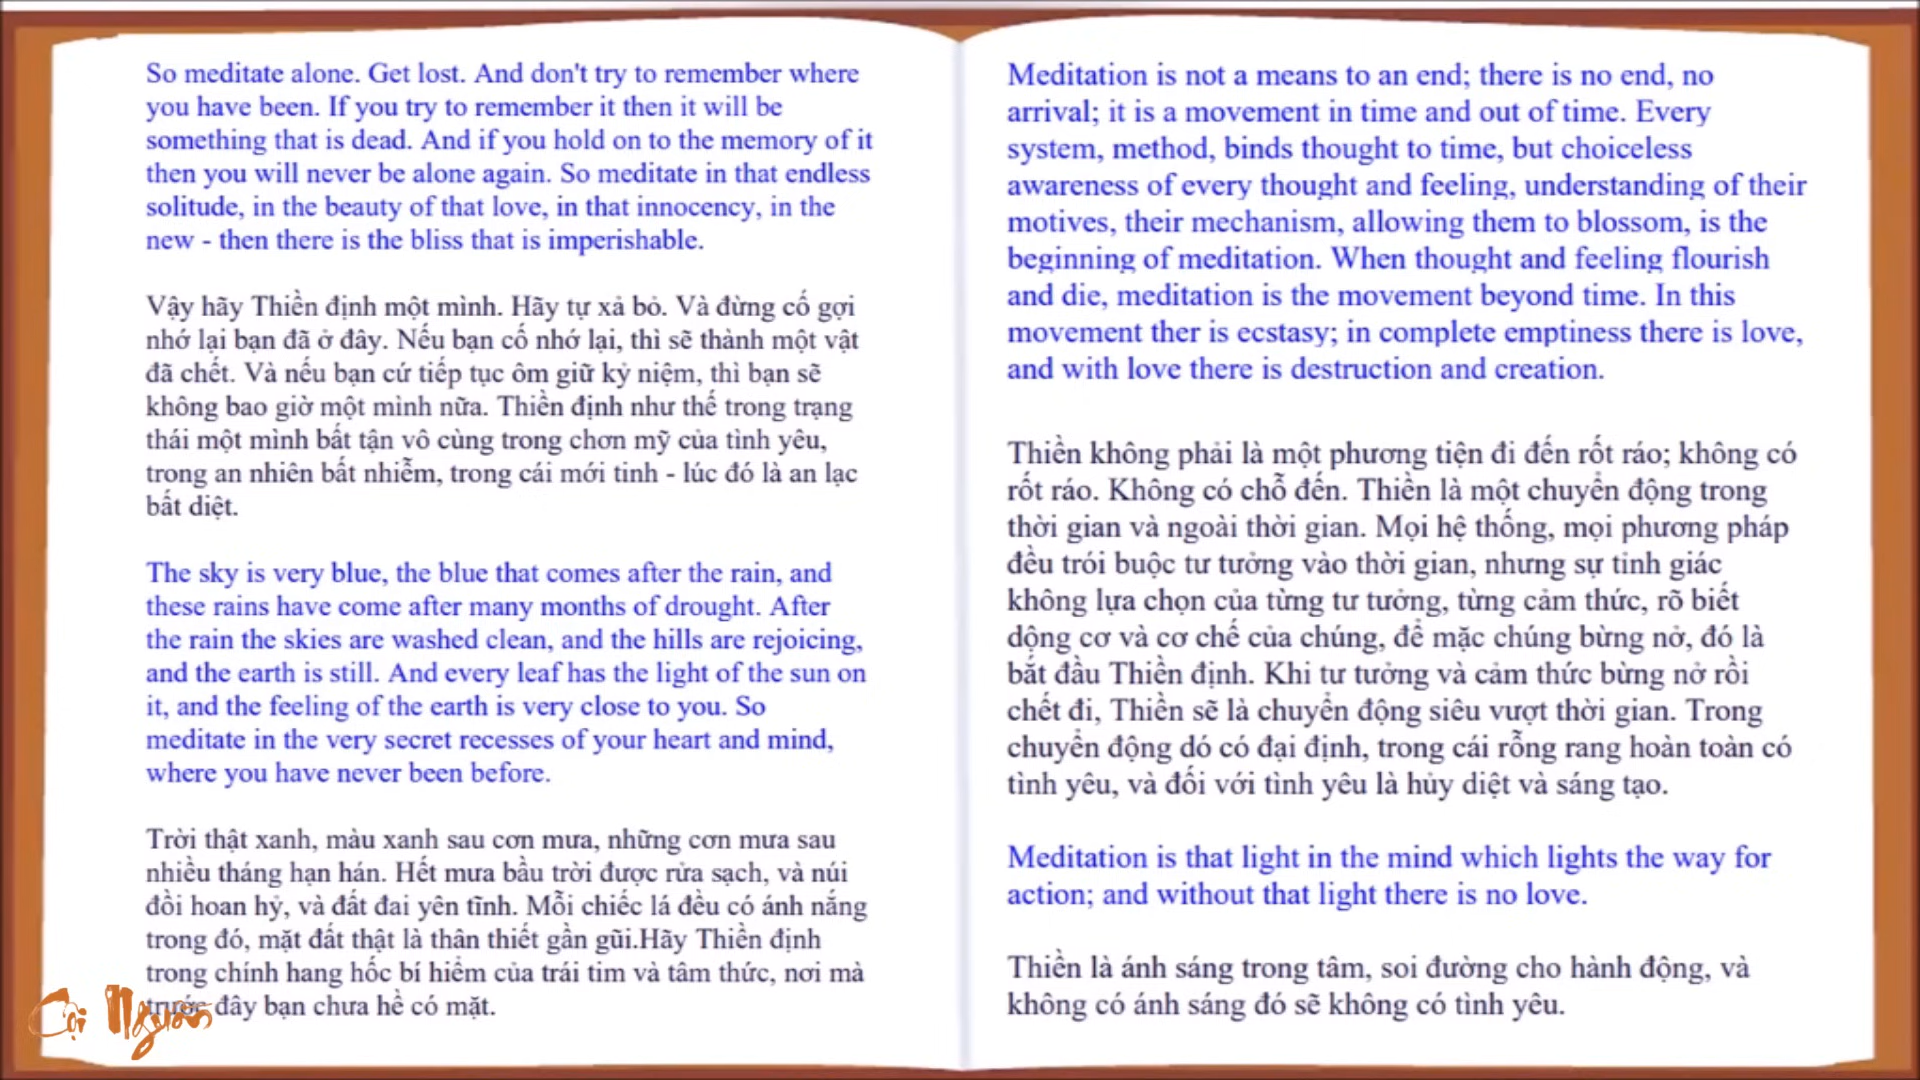 So meditate alone. Get lost. And don't try to remember where
you have been. If you try to remember it then it will be
something that is dead. And if you hold on to the memory of it
then you will never be alone again. So meditate in that endless
solitude, in the beauty of that love, in that innocency, in the
new - then there is the bliss that is imperishable.
Vậy hãy Thiền định một mình. Hãy tự xả bỏ. Và đừng cố gợi
nhớ lại bạn đã ở đây. Nếu bạn cố nhớ lại, thì sẽ thành một vật
đã chết. Và nếu bạn cứ tiếp tục ôm giữ kỷ niệm, thì bạn sẽ
không bao giờ một mình nữa. Thiền định như thế trong trạng
thái một mình bất tận vô cùng trong chơn mỹ của tình yêu,
trong an nhiên bất nhiễm, trong cái mới tinh - lúc đó là an lạc
bất diệt.
The sky is very blue, the blue that comes after the rain, and
these rains have come after many months of drought. After
the rain the skies are washed clean, and the hills are rejoicing,
and the earth is still. And every leaf has the light of the sun on
it, and the feeling of the earth is very close to you. So
meditate in the very secret recesses of your heart and mind,
where you have never been before.
Trời thật xanh, màu xanh sau cơn mưa, những cơn mưa sau
nhiều tháng hạn hán. Hết mưa bầu trời được rửa sạch, và núi
đồi hoan hỷ, và đất đai yên tĩnh. Mỗi chiếc lá đều có ánh nắng
trong đó, mặt đất thật là thân thiết gần gũi.Hãy Thiền định
trong chính hang hốc bí hiểm của trái tim và tâm thức, nơi mà
trước đây bạn chưa hề có mặt.
Cội Nguồn
Meditation is not a means to an end; there is no end, no
arrival; it is a movement in time and out of time. Every
system, method, binds thought to time, but choiceless
awareness of every thought and feeling, understanding of their
motives, their mechanism, allowing them to blossom, is the
beginning of meditation. When thought and feeling flourish
and die, meditation is the movement beyond time. In this
movement ther is ecstasy; in complete emptiness there is love,
and with love there is destruction and creation.
Thiền không phải là một phương tiện đi đến rốt ráo; không có
rốt ráo. Không có chỗ đến. Thiền là một chuyển động trong
thời gian và ngoài thời gian. Mọi hệ thống, mọi phương pháp
đều trói buộc tư tưởng vào thời gian, nhưng sự tỉnh giác
không lựa chọn của từng tư tưởng, từng cảm thức, rõ biết
động cơ và cơ chế của chúng, để mặc chúng bừng nở, đó là
bắt đầu Thiền định. Khi tư tưởng và cảm thức bừng nở rồi
chết đi, Thiền sẽ là chuyển động siêu vượt thời gian. Trong
chuyển động dó có đại định, trong cái rỗng rang hoàn toàn có
tình yêu, và đối với tình yêu là hủy diệt và sáng tạo.
Meditation is that light in the mind which lights the way for
action; and without that light there is no love.
Thiền là ánh sáng trong tâm, soi đường cho hành động, và
không có ánh sáng đó sẽ không có tình yêu.